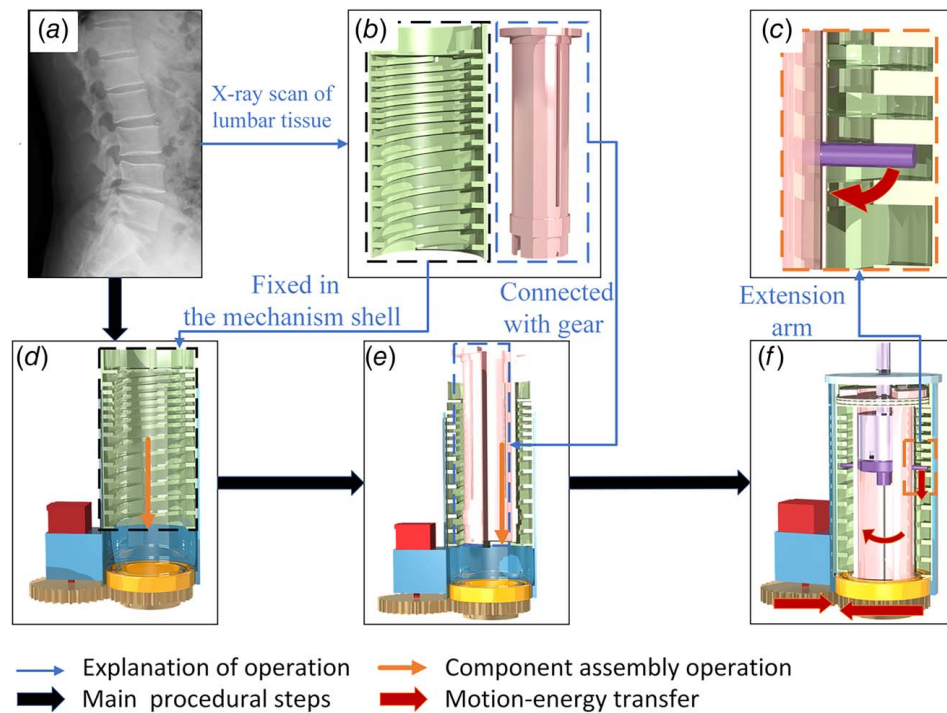 (a)
X-ray scan of
lumbar tissue
(b)
(c)
Fixed in
the mechanism shell
Connected
with gear
Extension
arm
(d)
(e)
(f)
Explanation of operation
Component assembly operation
Main procedural steps
Motion-energy transfer